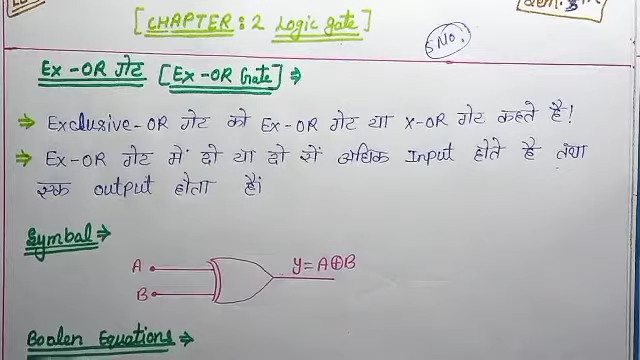 [CHAPTER: 2 Logic gate]
S No.
Ex-OR गेट [Ex-OR Gate] ⇒
⇒ Exclusive-OR गेट को Ex-OR गेट या X-OR गेट कहते है!
⇒ Ex-OR गेट में दो या दो सें अधिक Input होते है तथा
एक output होता है।
Symbal ⇒
A
y = A⊕B
B
Boolen Equations ⇒